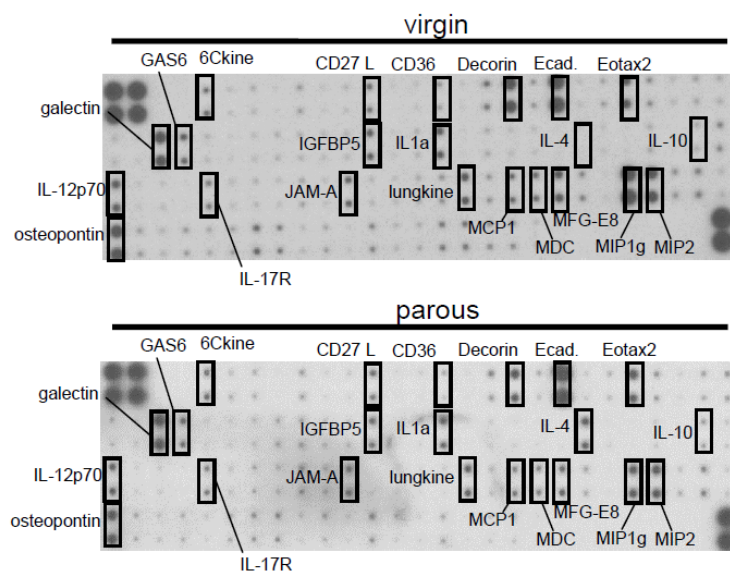 virgin
GAS6 6Ckine CD27 L CD36 Decorin Ecad. Eotax2
galectin
IGFBP5 IL1a IL-4 IL-10
IL-12p70 JAM-A lungkine
osteopontin MCP1 MFG-E8
MDC MIP1g MIP2
IL-17R
parous
GAS6 6Ckine CD27 L CD36 Decorin Ecad. Eotax2
galectin
IGFBP5 IL1a IL-4 IL-10
IL-12p70 JAM-A lungkine
osteopontin MCP1 MFG-E8
MDC MIP1g MIP2
IL-17R